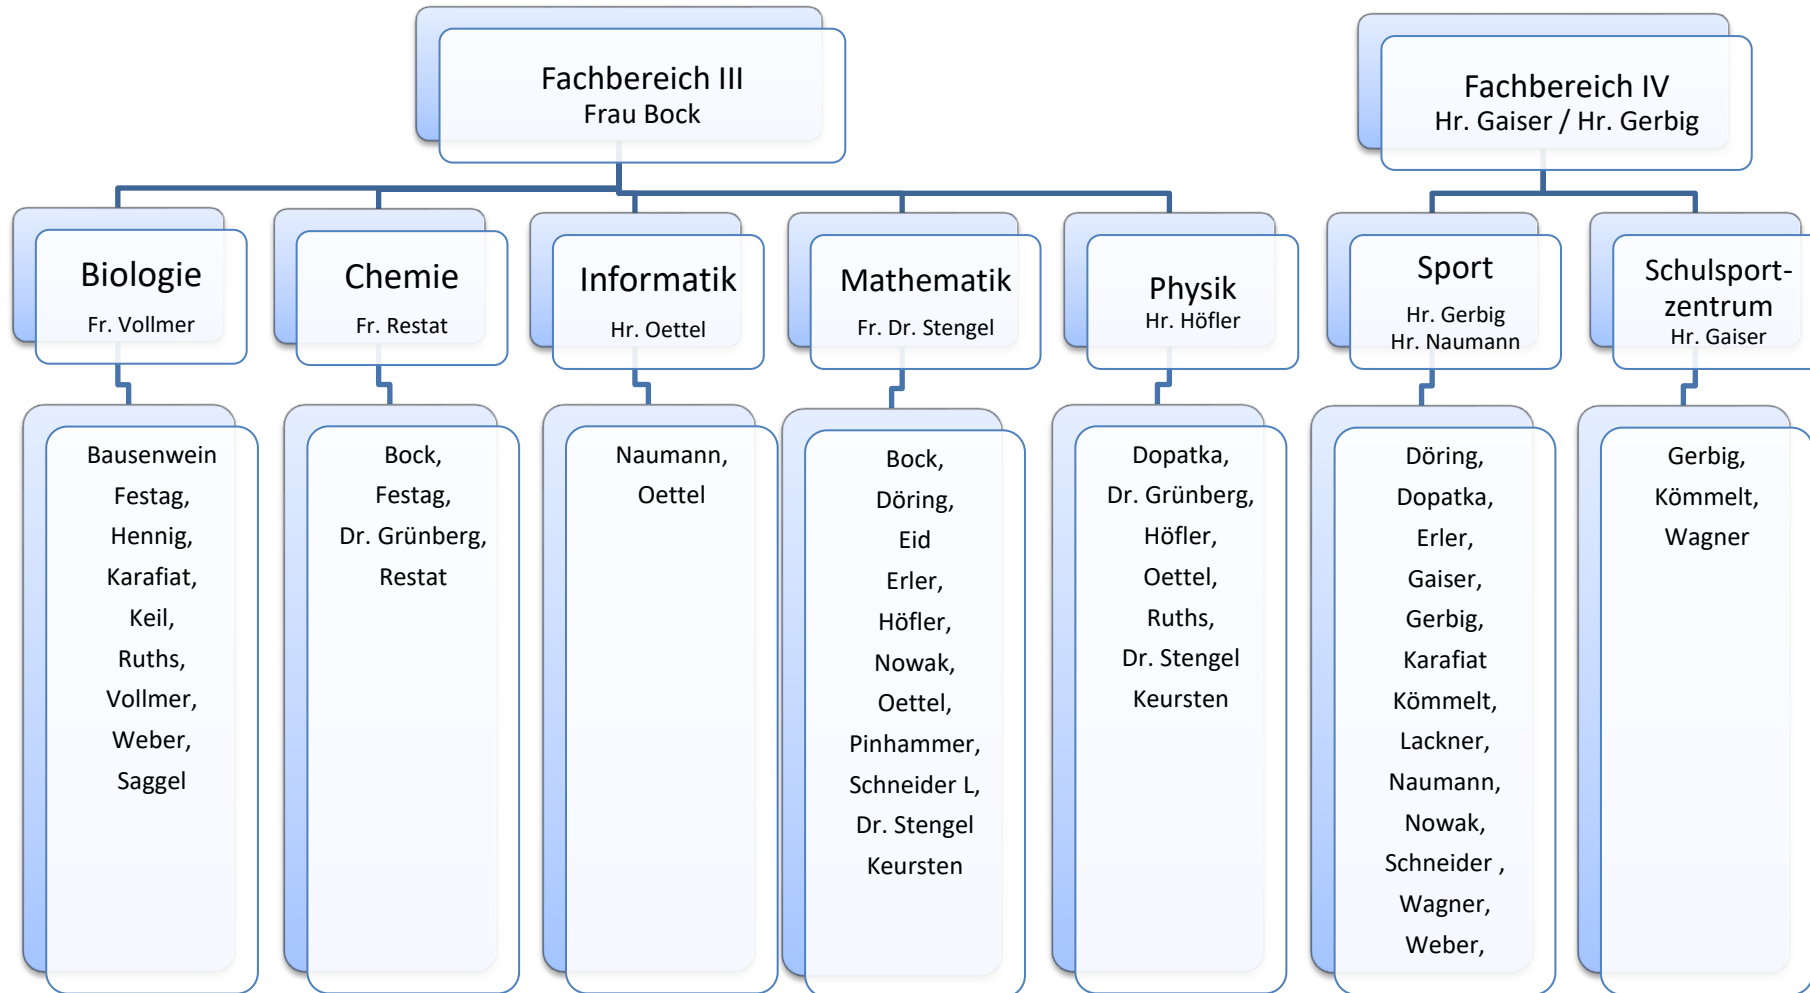 Fachbereich III
Frau Bock
Fachbereich IV
Hr. Gaiser / Hr. Gerbig
Biologie
Fr. Vollmer
Chemie
Fr. Restat
Informatik
Hr. Oettel
Mathematik
Fr. Dr. Stengel
Physik
Hr. Höfler
Sport
Hr. Gerbig
Hr. Naumann
Schulsport-
zentrum
Hr. Gaiser
Bausenwein
Festag,
Hennig,
Karafiat,
Keil,
Ruths,
Vollmer,
Weber,
Saggel
Bock,
Festag,
Dr. Grünberg,
Restat
Naumann,
Oettel
Bock,
Döring,
Eid
Erler,
Höfler,
Nowak,
Oettel,
Pinhammer,
Schneider L,
Dr. Stengel
Keursten
Dopatka,
Dr. Grünberg,
Höfler,
Oettel,
Ruths,
Dr. Stengel
Keursten
Döring,
Dopatka,
Erler,
Gaiser,
Gerbig,
Karafiat
Kömmelt,
Lackner,
Naumann,
Nowak,
Schneider ,
Wagner,
Weber,
Gerbig,
Kömmelt,
Wagner